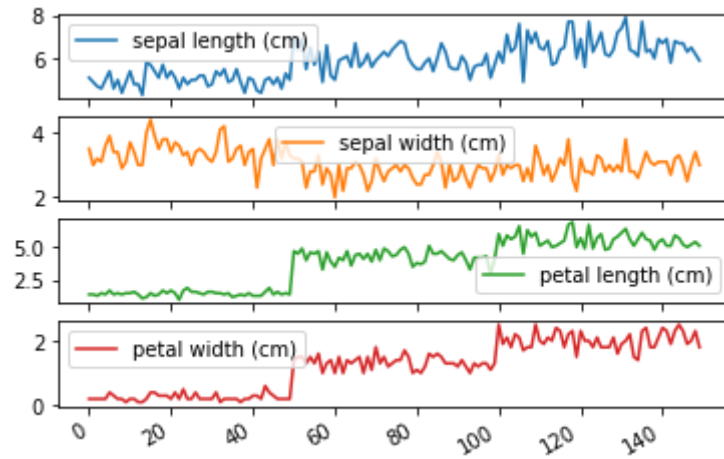 8
6
sepal length (cm)
4
2
sepal width (cm)
5.0
2.5
petal length (cm)
2
0
petal width (cm)
0 20 40 60 80 100 120 140